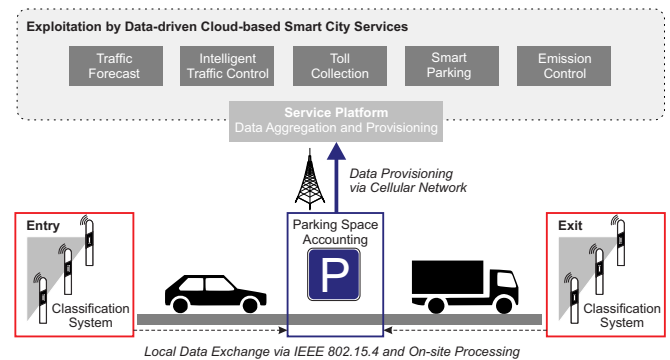 Exploitation by Data-driven Cloud-based Smart City Services
Traffic
Forecast
Intelligent
Traffic Control
Toll
Collection
Smart
Parking
Emission
Control
Service Platform
Data Aggregation and Provisioning
Data Provisioning
via Cellular Network
Entry
Classification
System
Parking Space
Accounting
P
Exit
Classification
System
Local Data Exchange via IEEE 802.15.4 and On-site Processing